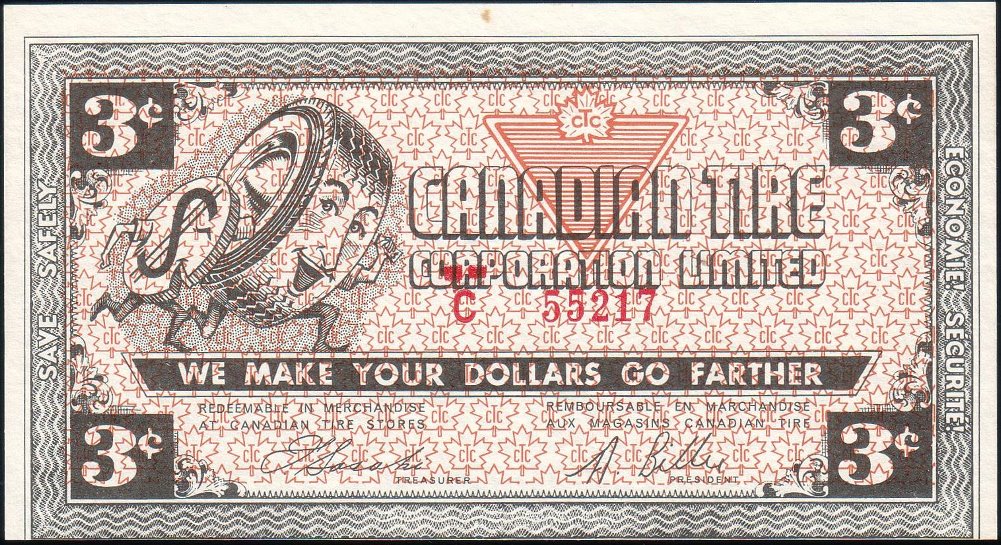 3¢ 3¢
CTC
CANADIAN TIRE
CORPORATION LIMITED
C 55217
$
SAVE SAFELY
ECONOMIE! SECURITE!
WE MAKE YOUR DOLLARS GO FARTHER
REDEEMABLE IN MERCHANDISE
AT CANADIAN TIRE STORES
REMBOURSABLE EN MARCHANDISE
AUX MAGASINS CANADIAN TIRE
TREASURER
PRESIDENT
3¢ 3¢